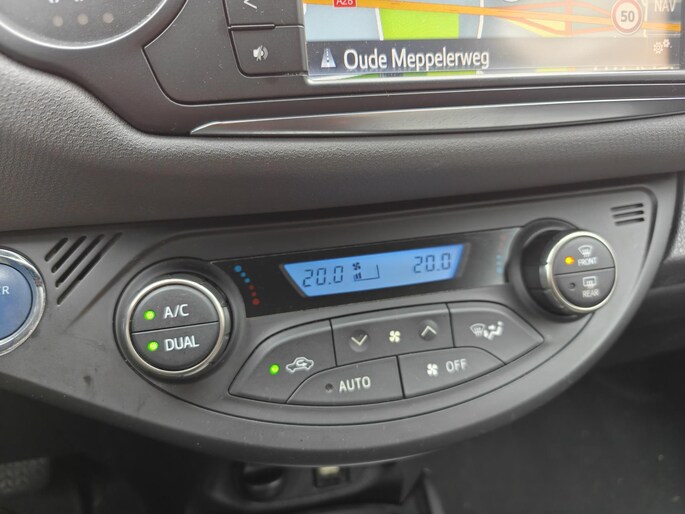 A28
50
NAV
Oude Meppelerweg
20.0 20.0
FRONT
REAR
A/C
DUAL
AUTO
OFF